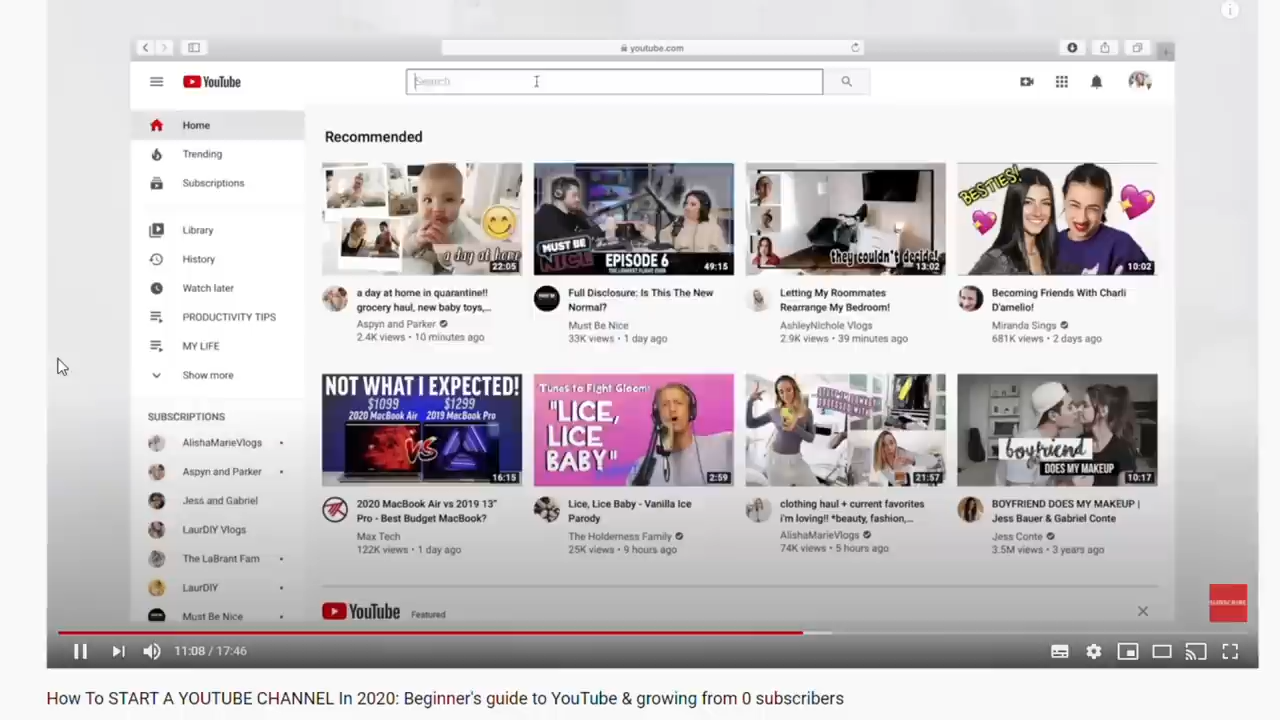 youtube.com
YouTube
Search
Home
Trending
Subscriptions
Library
History
Watch later
PRODUCTIVITY TIPS
MY LIFE
Show more
SUBSCRIPTIONS
AlishaMarieVlogs
Aspyn and Parker
Jess and Gabriel
LaurDIY Vlogs
The LaBrant Fam
LaurDIY
Must Be Nice
Recommended
a day at home
22:05
a day at home in quarantine!!
grocery haul, new baby toys,...
Aspyn and Parker
2.4K views • 10 minutes ago
MUST BE
NICE
EPISODE 6
49:15
Full Disclosure: Is This The New
Normal?
Must Be Nice
33K views • 1 day ago
they couldn't decide!
13:02
Letting My Roommates
Rearrange My Bedroom!
AshleyNichole Vlogs
2.9K views • 39 minutes ago
BESTIES!
10:02
Becoming Friends With Charli
D'amelio!
Miranda Sings
681K views • 2 days ago
NOT WHAT I EXPECTED!
$1099 $1299
2020 MacBook Air 2019 MacBook Pro
VS
16:15
2020 MacBook Air vs 2019 13"
Pro - Best Budget MacBook?
Max Tech
122K views • 1 day ago
Tunes to Fight Gloom:
"LICE,
LICE
BABY"
2:59
Lice, Lice Baby - Vanilla Ice
Parody
The Holderness Family
25K views • 9 hours ago
21:57
clothing haul + current favorites
i'm loving!! *beauty, fashion,...
AlishaMarieVlogs
74K views • 5 hours ago
boyfriend
DOES MY MAKEUP
10:17
BOYFRIEND DOES MY MAKEUP |
Jess Bauer & Gabriel Conte
Jess Conte
3.5M views • 3 years ago
YouTube Featured
SUBSCRIBE
11:08 / 17:46
How To START A YOUTUBE CHANNEL In 2020: Beginner's guide to YouTube & growing from 0 subscribers